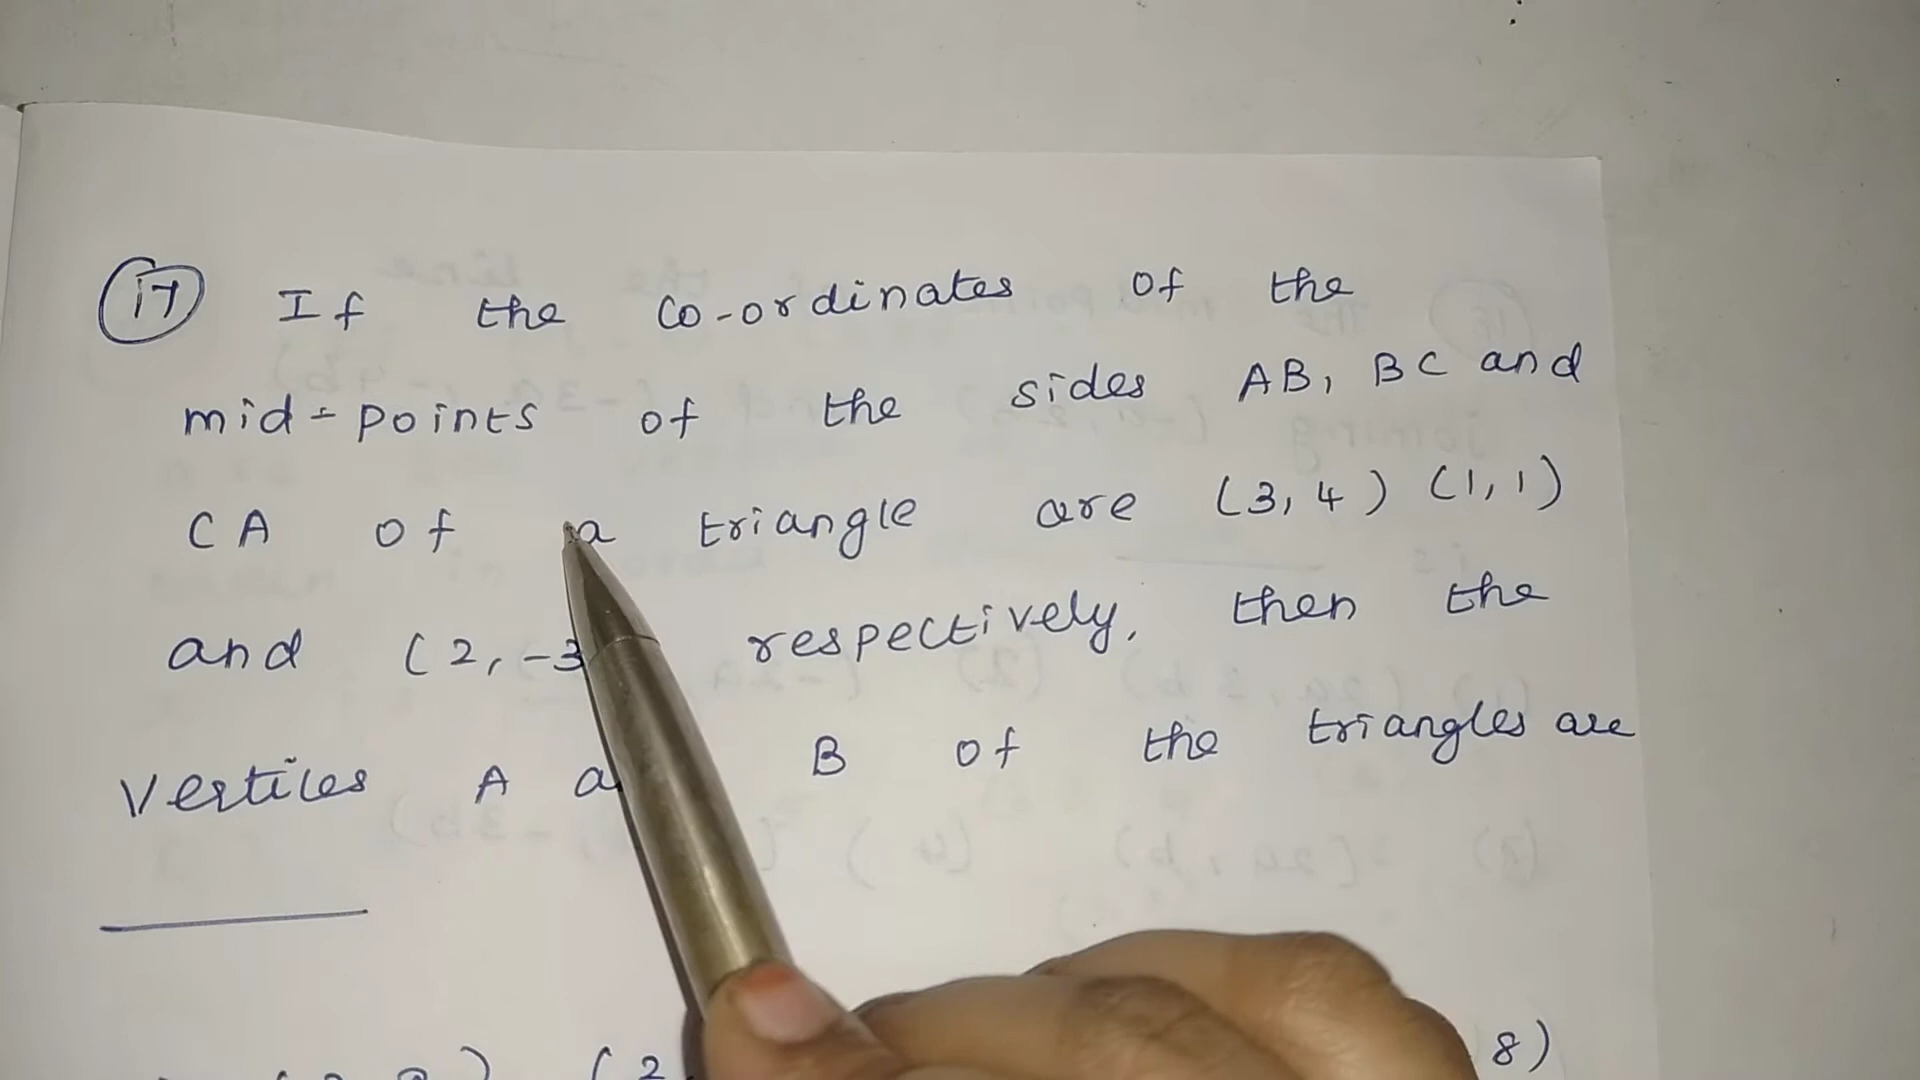 17 If the co-ordinates of the
mid-points of the sides AB, BC and
CA of a triangle are (3,4) (1,1)
and (2,-3 respectively, then the
vertices A a B of the triangles are
(2 8)